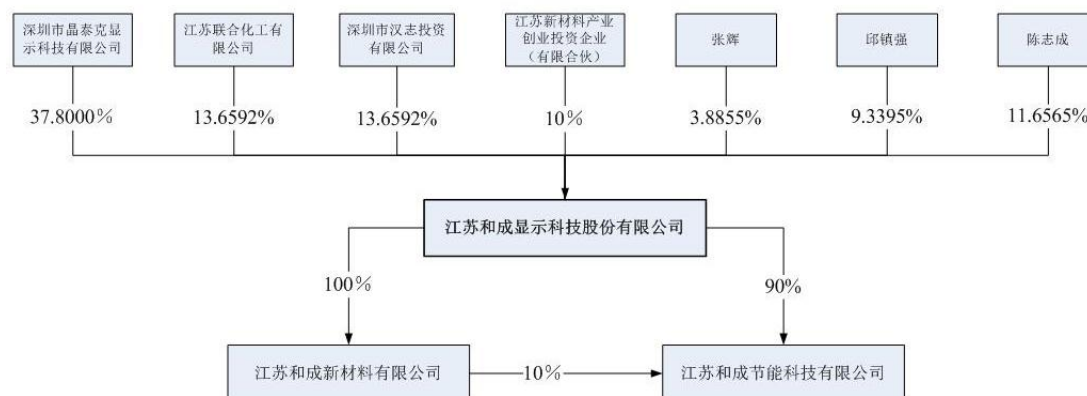 深圳市晶泰克显
示科技有限公司
江苏联合化工有
限公司
深圳市汉志投资
有限公司
江苏新材料产业
创业投资企业
（有限合伙）
张辉
邱镇强
陈志成
37.8000%
13.6592%
13.6592%
10%
3.8855%
9.3395%
11.6565%
江苏和成显示科技股份有限公司
100%
90%
江苏和成新材料有限公司
10%
江苏和成节能科技有限公司